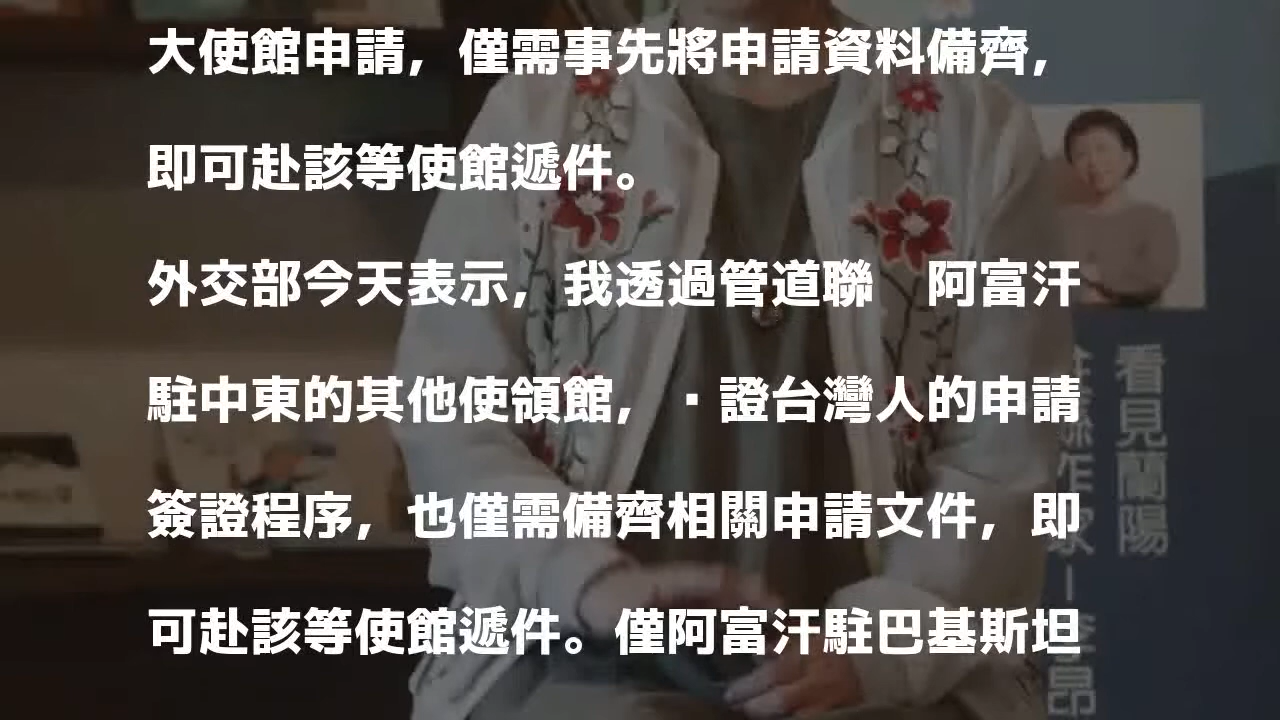 大使館申請，僅需事先將申請資料備齊，
即可赴該等使館遞件。
外交部今天表示，我透過管道聯　阿富汗
駐中東的其他使領館，·證台灣人的申請
簽證程序，也僅需備齊相關申請文件，即
可赴該等使館遞件。僅阿富汗駐巴基斯坦
看見蘭陽
作家－李昂